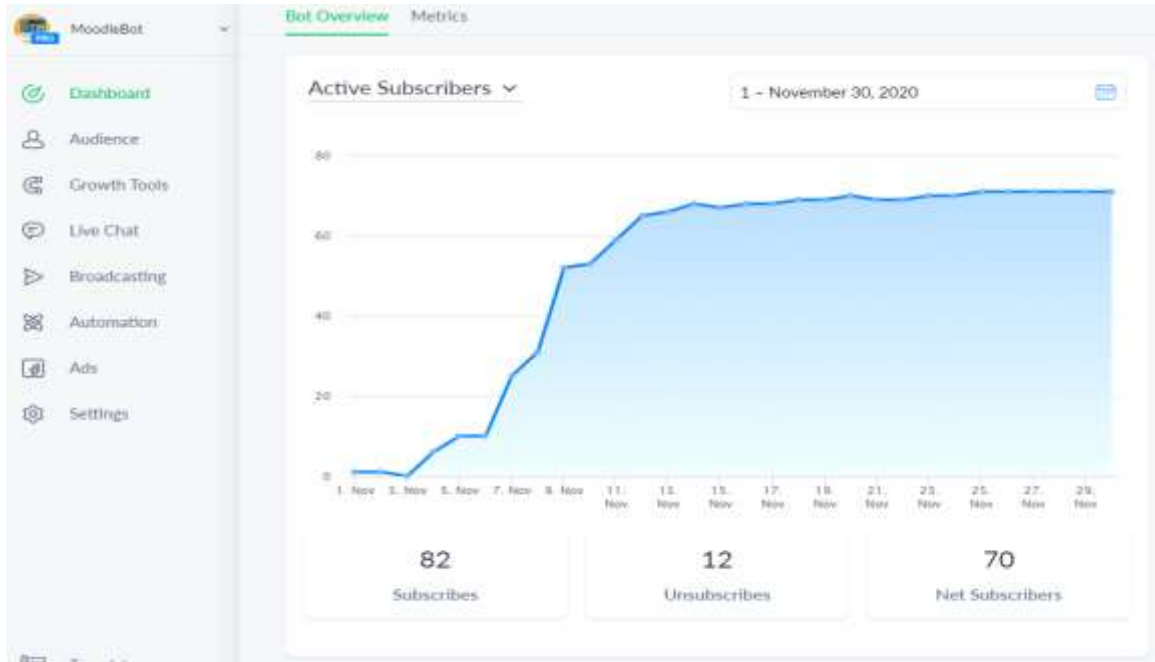 Bot Overview Metrics
PRO MoodleBot
Dashboard
Audience
Growth Tools
Live Chat
Broadcasting
Automation
Ads
Settings
Active Subscribers
1 – November 30, 2020
80
60
40
20
0
1. Nov 3. Nov 5. Nov 7. Nov 9. Nov 11. Nov 13. Nov 15. Nov 17. Nov 19. Nov 21. Nov 23. Nov 25. Nov 27. Nov 29. Nov
82 12 70
Subscribes Unsubscribes Net Subscribers